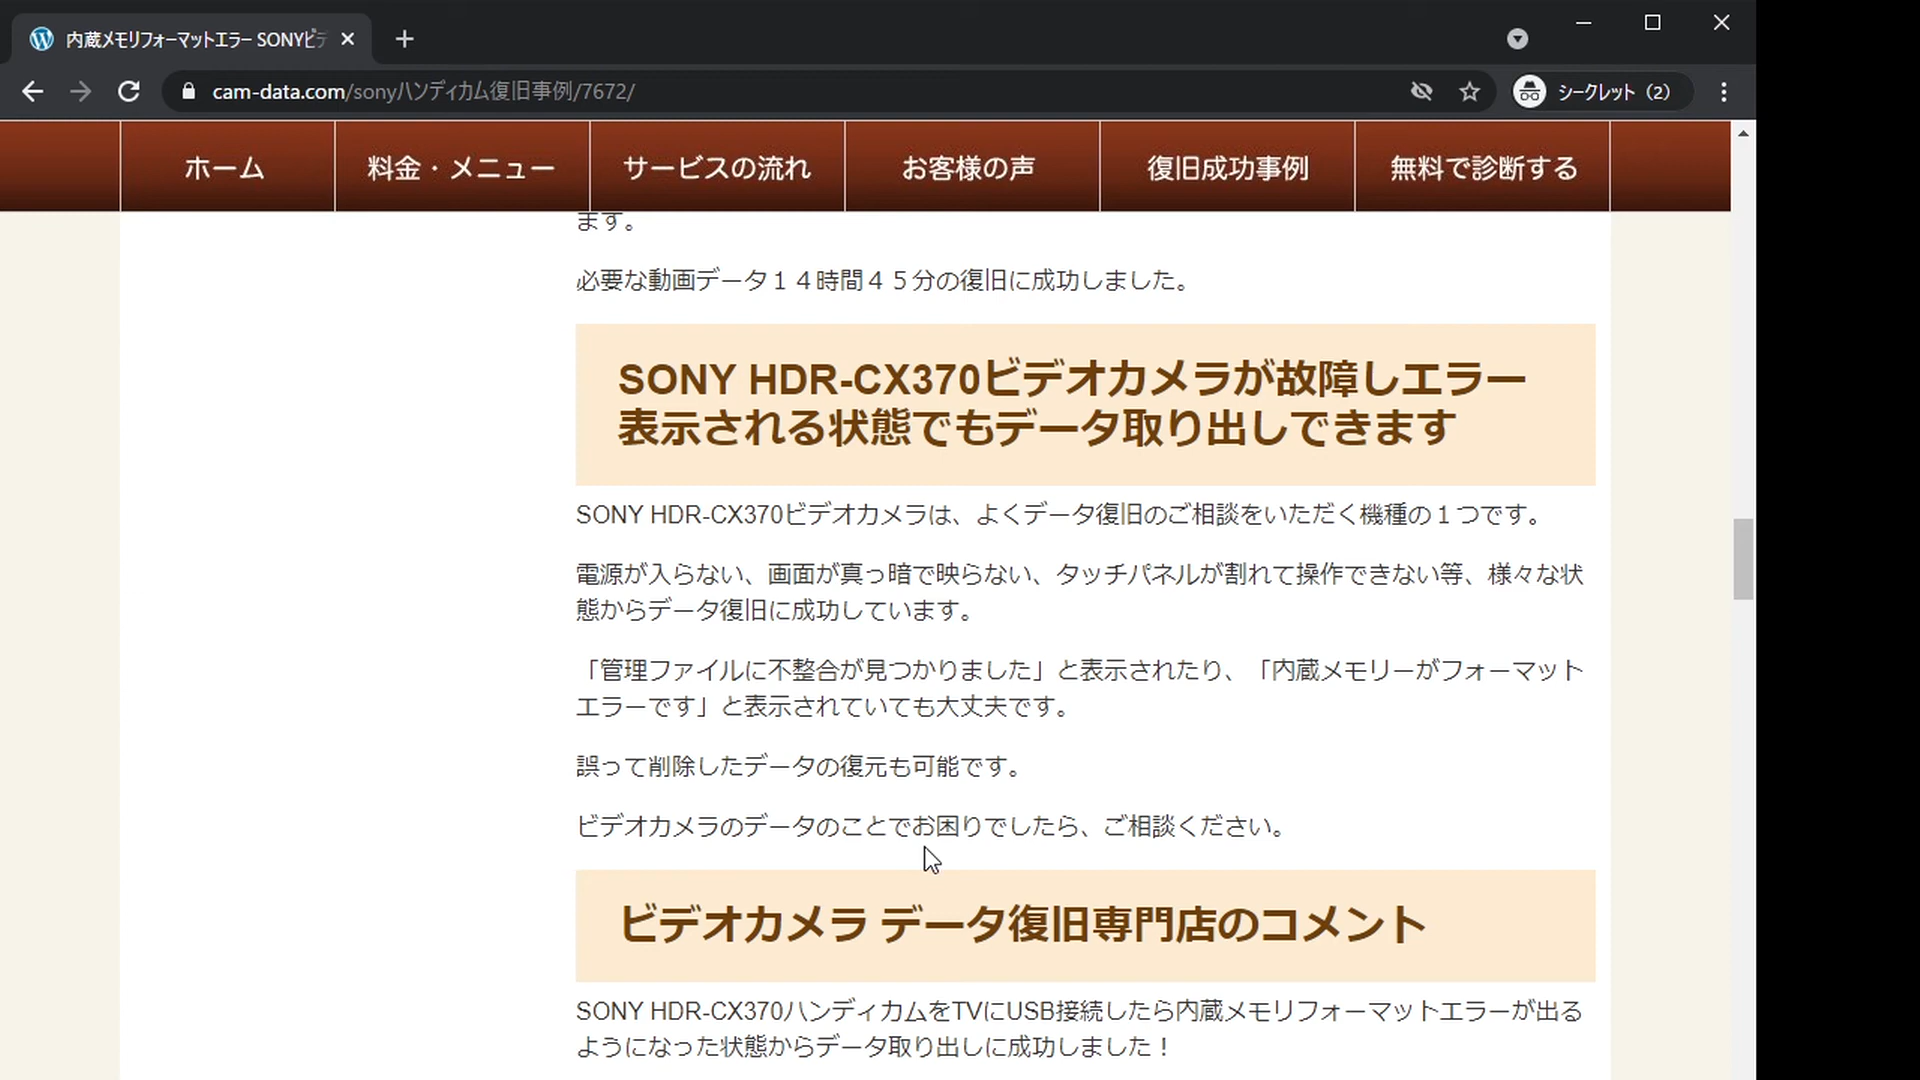 内蔵メモリフォーマットエラー SONYビデ
cam-data.com/sonyハンディカム復旧事例/7672/
シークレット（2）
ホーム
料金・メニュー
サービスの流れ
お客様の声
復旧成功事例
無料で診断する
ます。
必要な動画データ１４時間４５分の復旧に成功しました。
SONY HDR-CX370ビデオカメラが故障しエラー
表示される状態でもデータ取り出しできます
SONY HDR-CX370ビデオカメラは、よくデータ復旧のご相談をいただく機種の１つです。
電源が入らない、画面が真っ暗で映らない、タッチパネルが割れて操作できない等、様々な状
態からデータ復旧に成功しています。
「管理ファイルに不整合が見つかりました」と表示されたり、「内蔵メモリーがフォーマット
エラーです」と表示されていても大丈夫です。
誤って削除したデータの復元も可能です。
ビデオカメラのデータのことでお困りでしたら、ご相談ください。
ビデオカメラ データ復旧専門店のコメント
SONY HDR-CX370ハンディカムをTVにUSB接続したら内蔵メモリフォーマットエラーが出る
ようになった状態からデータ取り出しに成功しました！